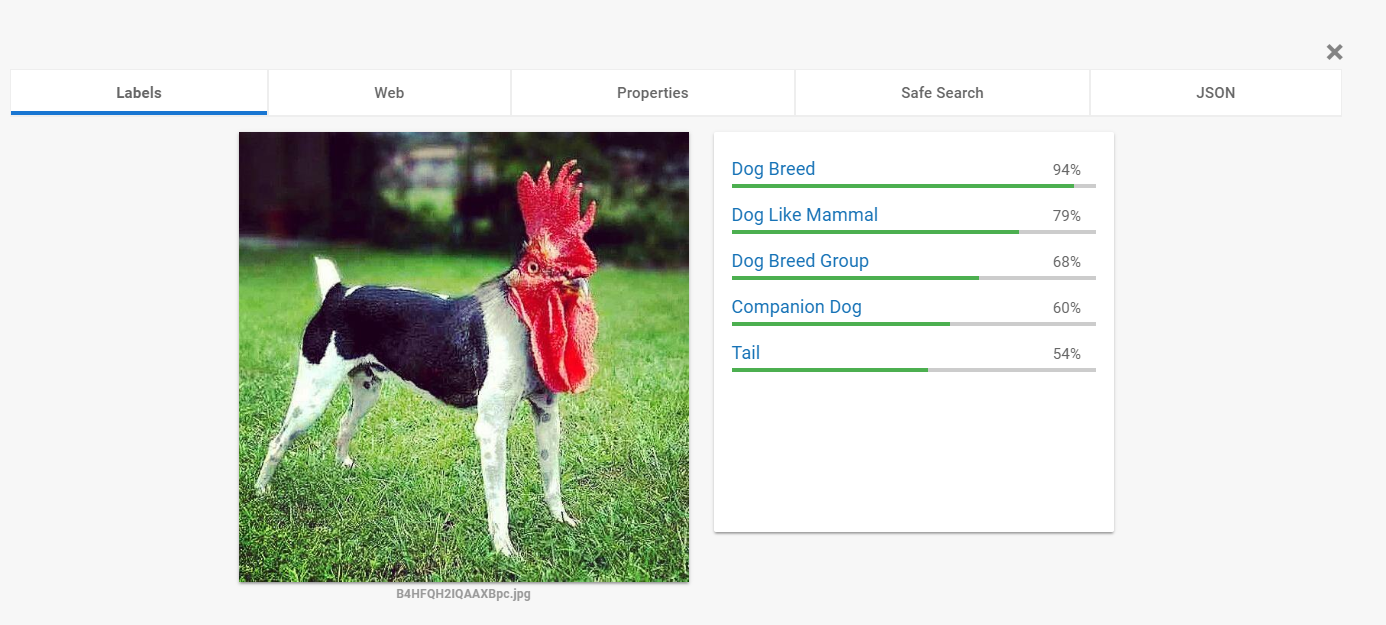 Labels Web Properties Safe Search JSON
Dog Breed 94%
Dog Like Mammal 79%
Dog Breed Group 68%
Companion Dog 60%
Tail 54%
B4HFQH2IQAAXBpc.jpg